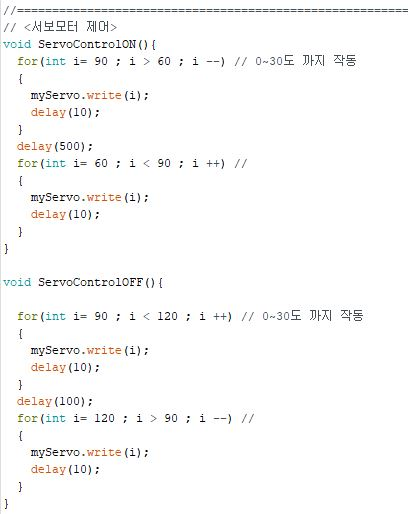 //========================================================
// <서보모터 제어>
void ServoControlON(){
for(int i= 90 ; i > 60 ; i --) // 0~30도 까지 작동
{
myServo.write(i);
delay(10);
}
delay(500);
for(int i= 60 ; i < 90 ; i ++) //
{
myServo.write(i);
delay(10);
}
}
void ServoControlOFF(){
for(int i= 90 ; i < 120 ; i ++) // 0~30도 까지 작동
{
myServo.write(i);
delay(10);
}
delay(100);
for(int i= 120 ; i > 90 ; i --) //
{
myServo.write(i);
delay(10);
}
}